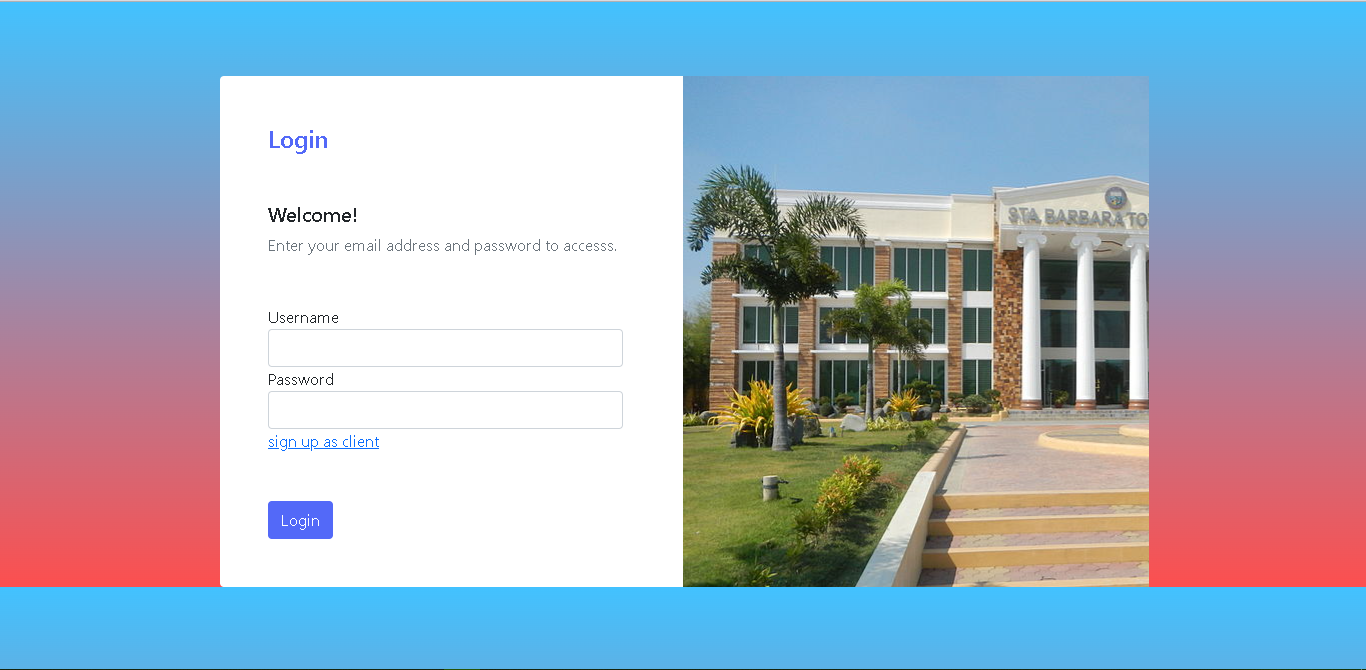 Login
Welcome!
Enter your email address and password to accesss.
Username
Password
sign up as client
Login
STA. BARBARA TO